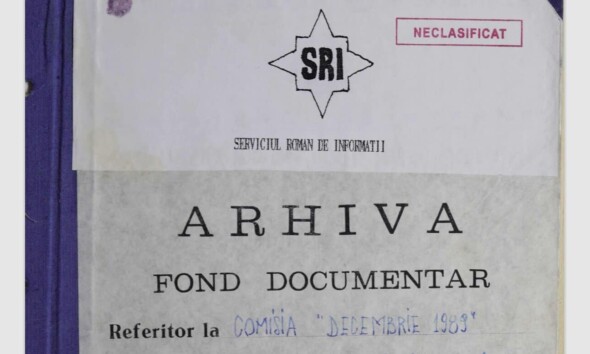 NECLASIFICAT
SRI
SERVICIUL ROMAN DE INFORMATII
ARHIVA
FOND DOCUMENTAR
Referitor la COMISIA "DECEMBRIE 1989"